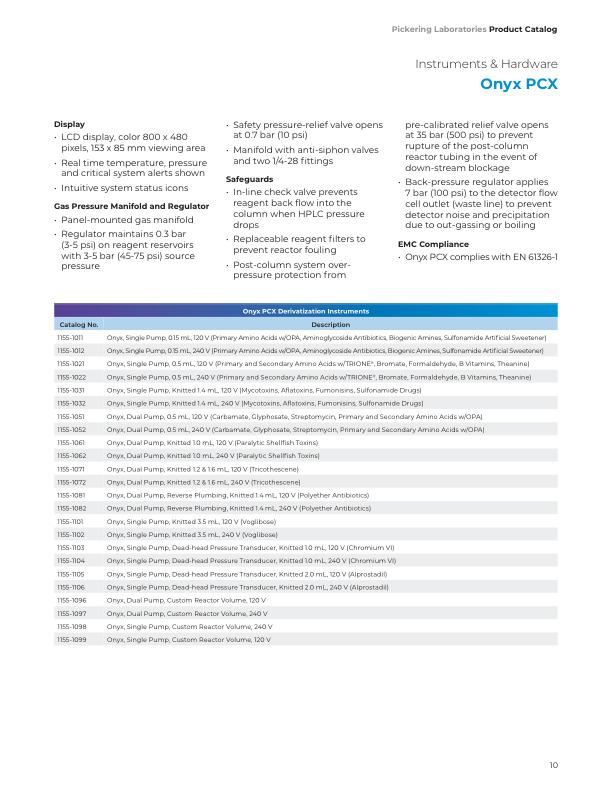 Pickering Laboratories Product Catalog
Instruments & Hardware
Onyx PCX
Display
• LCD display, color 800 x 480
pixels, 153 x 85 mm viewing area
• Real time temperature, pressure
and critical system alerts shown
• Intuitive system status icons
Gas Pressure Manifold and Regulator
• Panel-mounted gas manifold
• Regulator maintains 0.3 bar
(3-5 psi) on reagent reservoirs
with 3-5 bar (45-75 psi) source
pressure
• Safety pressure-relief valve opens
at 0.7 bar (10 psi)
• Manifold with anti-siphon valves
and two 1/4-28 fittings
Safeguards
• In-line check valve prevents
reagent back flow into the
column when HPLC pressure
drops
• Replaceable reagent filters to
prevent reactor fouling
• Post-column system over-
pressure protection from
pre-calibrated relief valve opens
at 35 bar (500 psi) to prevent
rupture of the post-column
reactor tubing in the event of
down-stream blockage
• Back-pressure regulator applies
7 bar (100 psi) to the detector flow
cell outlet (waste line) to prevent
detector noise and precipitation
due to out-gassing or boiling
EMC Compliance
• Onyx PCX complies with EN 61326-1
Onyx PCX Derivatization Instruments
Catalog No. Description
1155-1011 Onyx, Single Pump, 0.15 mL, 120 V (Primary Amino Acids w/OPA, Aminoglycoside Antibiotics, Biogenic Amines, Sulfonamide Artificial Sweetener)
1155-1012 Onyx, Single Pump, 0.15 mL, 240 V (Primary Amino Acids w/OPA, Aminoglycoside Antibiotics, Biogenic Amines, Sulfonamide Artificial Sweetener)
1155-1021 Onyx, Single Pump, 0.5 mL, 120 V (Primary and Secondary Amino Acids w/TRIONE®, Bromate, Formaldehyde, B Vitamins, Theanine)
1155-1022 Onyx, Single Pump, 0.5 mL, 240 V (Primary and Secondary Amino Acids w/TRIONE®, Bromate, Formaldehyde, B Vitamins, Theanine)
1155-1031 Onyx, Single Pump, Knitted 1.4 mL, 120 V (Mycotoxins, Aflatoxins, Fumonisins, Sulfonamide Drugs)
1155-1032 Onyx, Single Pump, Knitted 1.4 mL, 240 V (Mycotoxins, Aflatoxins, Fumonisins, Sulfonamide Drugs)
1155-1051 Onyx, Dual Pump, 0.5 mL, 120 V (Carbamate, Glyphosate, Streptomycin, Primary and Secondary Amino Acids w/OPA)
1155-1052 Onyx, Dual Pump, 0.5 mL, 240 V (Carbamate, Glyphosate, Streptomycin, Primary and Secondary Amino Acids w/OPA)
1155-1061 Onyx, Dual Pump, Knitted 1.0 mL, 120 V (Paralytic Shellfish Toxins)
1155-1062 Onyx, Dual Pump, Knitted 1.0 mL, 240 V (Paralytic Shellfish Toxins)
1155-1071 Onyx, Dual Pump, Knitted 1.2 & 1.6 mL, 120 V (Tricothescene)
1155-1072 Onyx, Dual Pump, Knitted 1.2 & 1.6 mL, 240 V (Tricothescene)
1155-1081 Onyx, Dual Pump, Reverse Plumbing, Knitted 1.4 mL, 120 V (Polyether Antibiotics)
1155-1082 Onyx, Dual Pump, Reverse Plumbing, Knitted 1.4 mL, 240 V (Polyether Antibiotics)
1155-1101 Onyx, Single Pump, Knitted 3.5 mL, 120 V (Voglibose)
1155-1102 Onyx, Single Pump, Knitted 3.5 mL, 240 V (Voglibose)
1155-1103 Onyx, Single Pump, Dead-head Pressure Transducer, Knitted 1.0 mL, 120 V (Chromium VI)
1155-1104 Onyx, Single Pump, Dead-head Pressure Transducer, Knitted 1.0 mL, 240 V (Chromium VI)
1155-1105 Onyx, Single Pump, Dead-head Pressure Transducer, Knitted 2.0 mL, 120 V (Alprostadil)
1155-1106 Onyx, Single Pump, Dead-head Pressure Transducer, Knitted 2.0 mL, 240 V (Alprostadil)
1155-1096 Onyx, Dual Pump, Custom Reactor Volume, 120 V
1155-1097 Onyx, Dual Pump, Custom Reactor Volume, 240 V
1155-1098 Onyx, Single Pump, Custom Reactor Volume, 240 V
1155-1099 Onyx, Single Pump, Custom Reactor Volume, 120 V
10